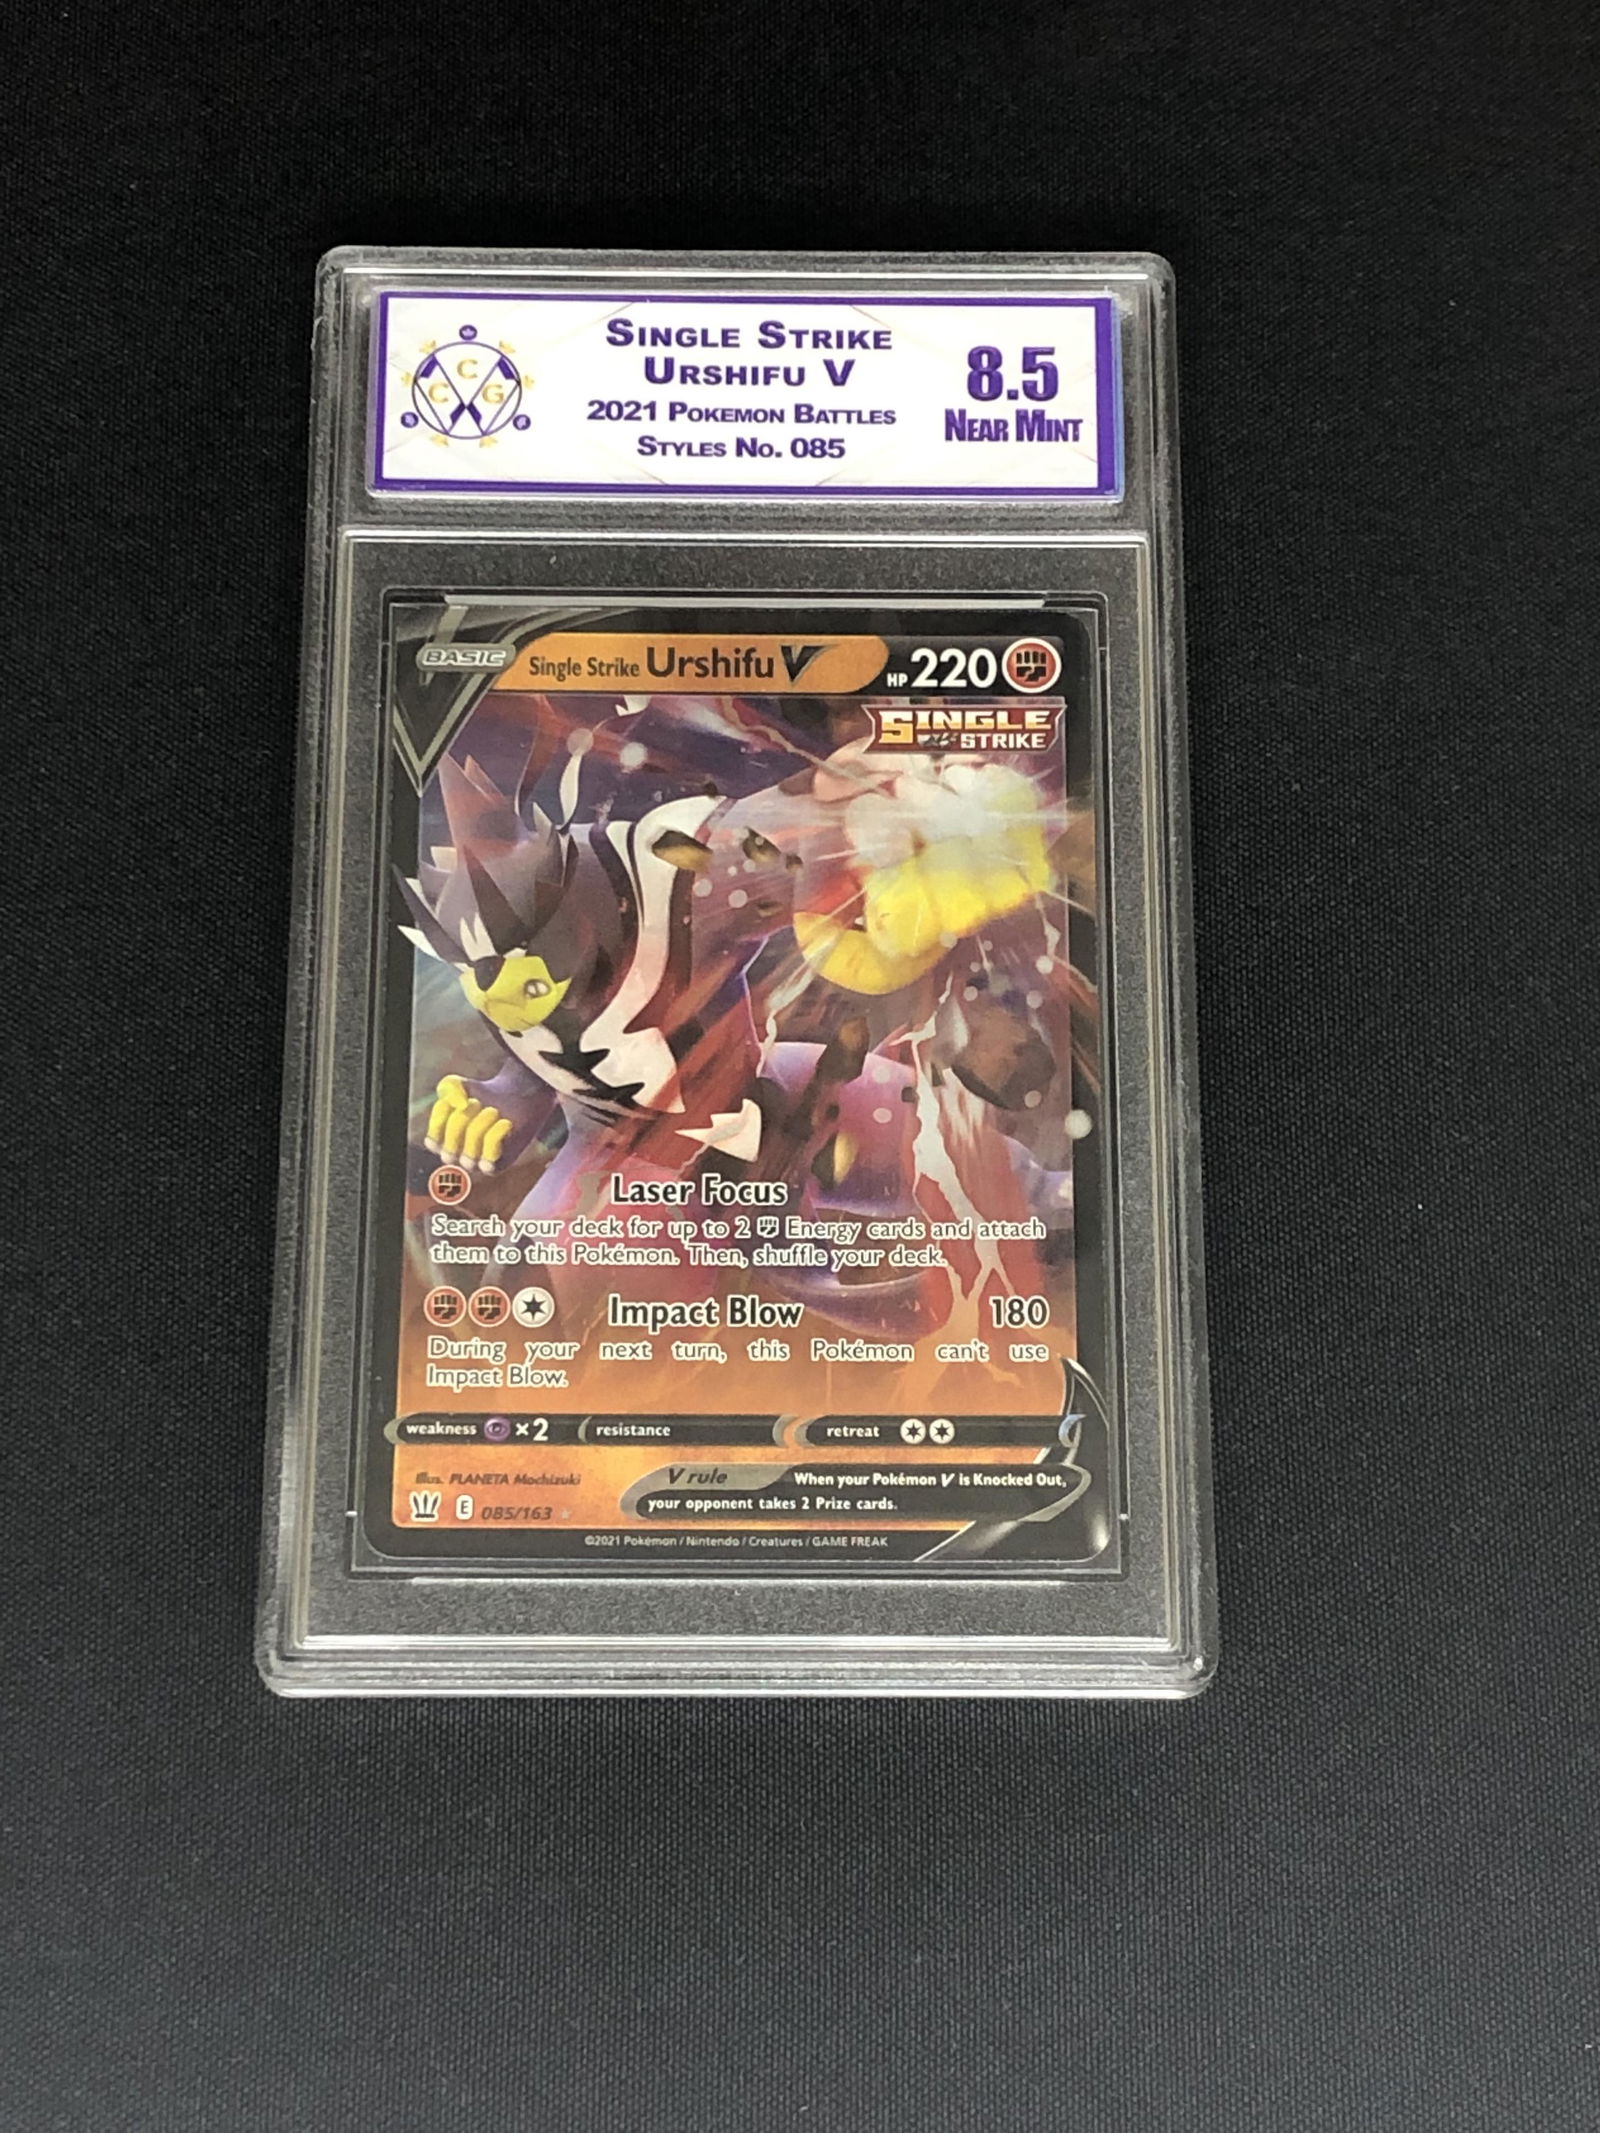 C
C G
SINGLE STRIKE
URSHIFU V
2021 POKEMON BATTLES
STYLES NO. 085
8.5
NEAR MINT
BASIC
Single Strike Urshifu V
HP 220
SINGLE
STRIKE
Laser Focus
Search your deck for up to 2 Energy cards and attach
them to this Pokémon. Then, shuffle your deck.
Impact Blow 180
During your next turn, this Pokémon can't use
Impact Blow.
weakness ×2 resistance retreat
Illus. PLANETA Mochizuki
V rule When your Pokémon V is Knocked Out,
your opponent takes 2 Prize cards.
E 085/163
©2021 Pokémon / Nintendo / Creatures / GAME FREAK